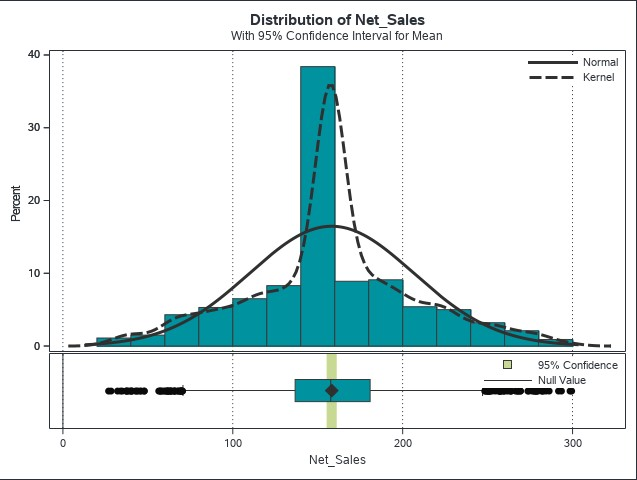 Distribution of Net_Sales
With 95% Confidence Interval for Mean
Normal
Kernel
Percent
40
30
20
10
0
95% Confidence
Null Value
0
100
200
300
Net_Sales